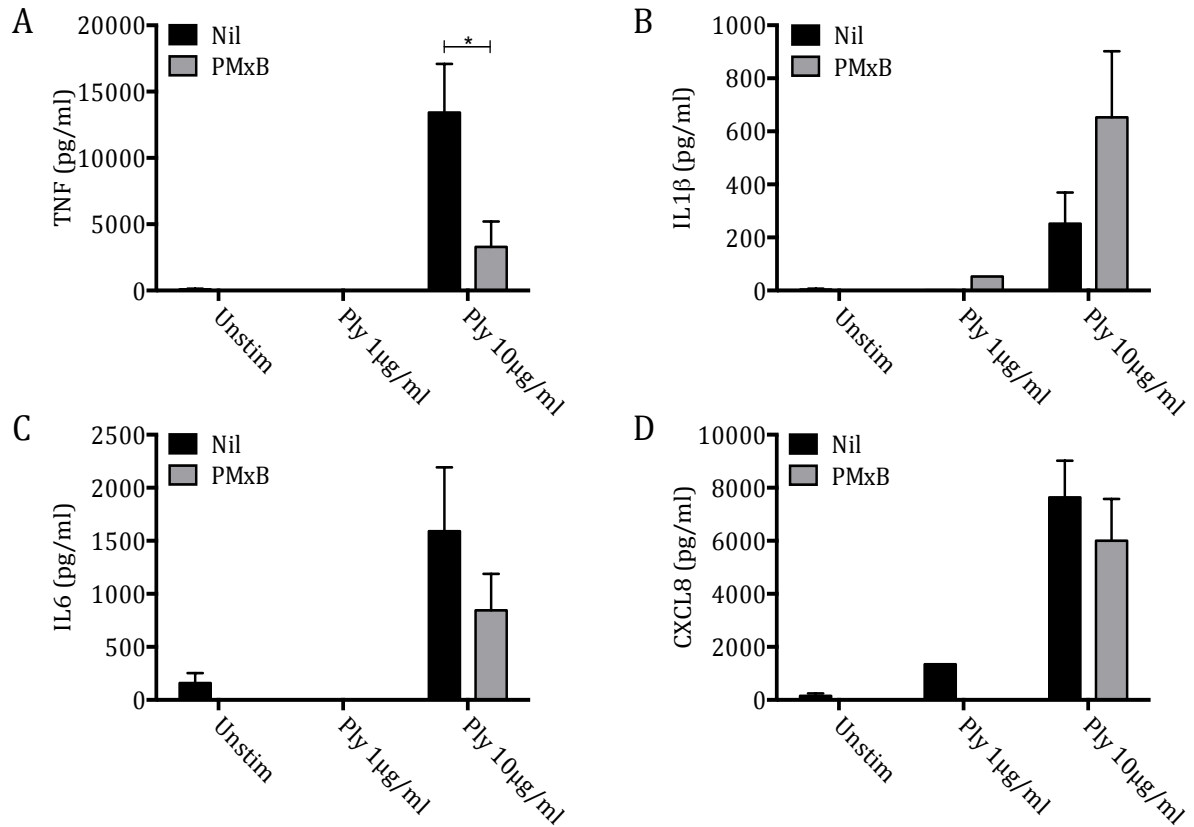 A
TNF (pg/ml)
20000
15000
10000
5000
0
Nil
PMxB
*
Unstim
Ply 1μg/ml
Ply 10μg/ml
B
IL1β (pg/ml)
1000
800
600
400
200
0
Nil
PMxB
Unstim
Ply 1μg/ml
Ply 10μg/ml
C
IL6 (pg/ml)
2500
2000
1500
1000
500
0
Nil
PMxB
Unstim
Ply 1μg/ml
Ply 10μg/ml
D
CXCL8 (pg/ml)
10000
8000
6000
4000
2000
0
Nil
PMxB
Unstim
Ply 1μg/ml
Ply 10μg/ml